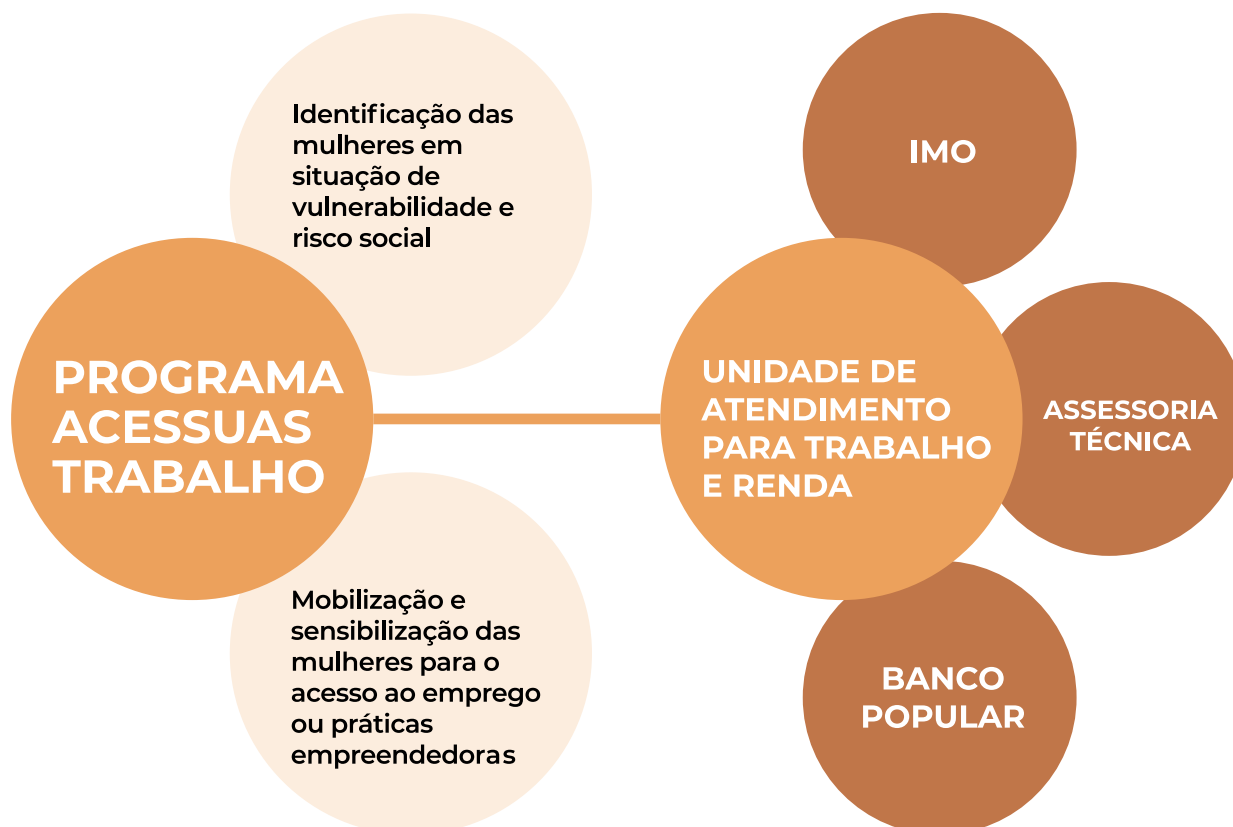 Identificação das
mulheres em
situação de
vulnerabilidade e
risco social
PROGRAMA
ACESSUAS
TRABALHO
Mobilização e
sensibilização das
mulheres para o
acesso ao emprego
ou práticas
empreendedoras
IMO
UNIDADE DE
ATENDIMENTO
PARA TRABALHO
E RENDA
ASSESSORIA
TÉCNICA
BANCO
POPULAR